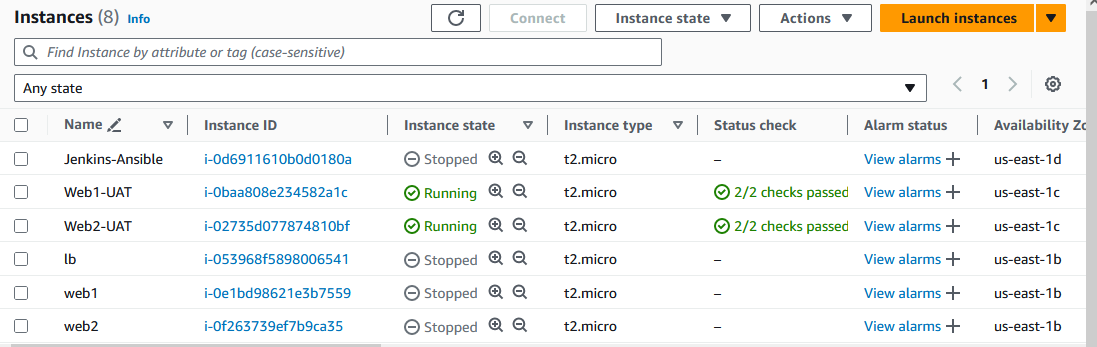 Instances (8) Info Connect Instance state Actions Launch instances
Find Instance by attribute or tag (case-sensitive)
Any state 1
Name Instance ID Instance state Instance type Status check Alarm status Availability Zo
Jenkins-Ansible i-0d6911610b0d0180a Stopped t2.micro – View alarms + us-east-1d
Web1-UAT i-0baa808e234582a1c Running t2.micro 2/2 checks passed View alarms + us-east-1c
Web2-UAT i-02735d077874810bf Running t2.micro 2/2 checks passed View alarms + us-east-1c
lb i-053968f5898006541 Stopped t2.micro – View alarms + us-east-1b
web1 i-0e1bd98621e3b7559 Stopped t2.micro – View alarms + us-east-1b
web2 i-0f263739ef7b9ca35 Stopped t2.micro – View alarms + us-east-1b